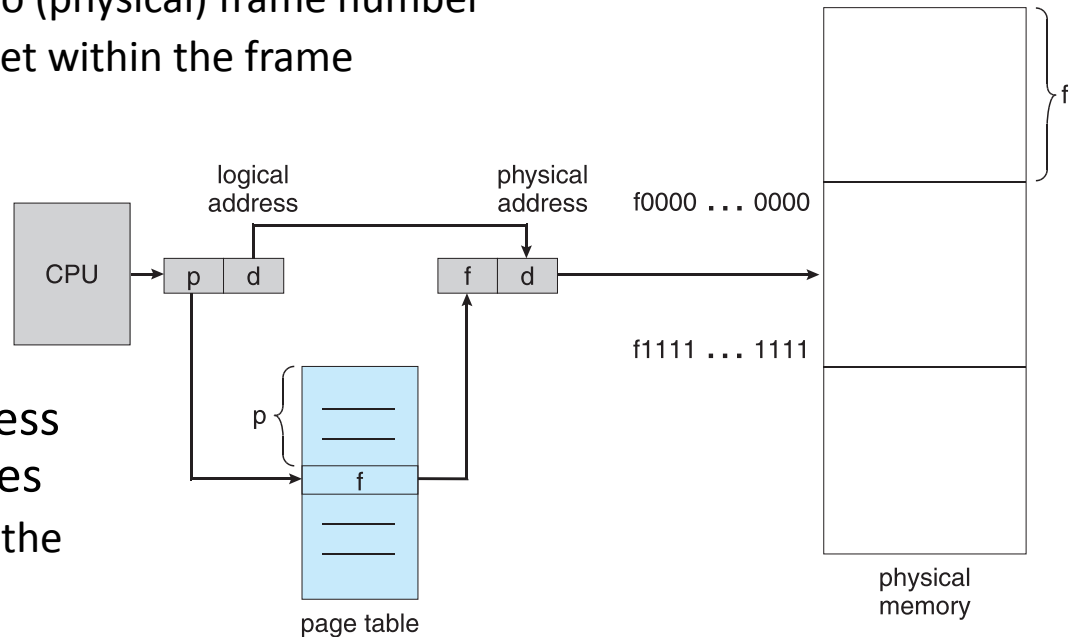 (physical) frame number
et within the frame
f
logical
address
physical
address
f0000 ... 0000
CPU
p d
f d
f1111 ... 1111
p
ess
es
the
f
page table
physical
memory